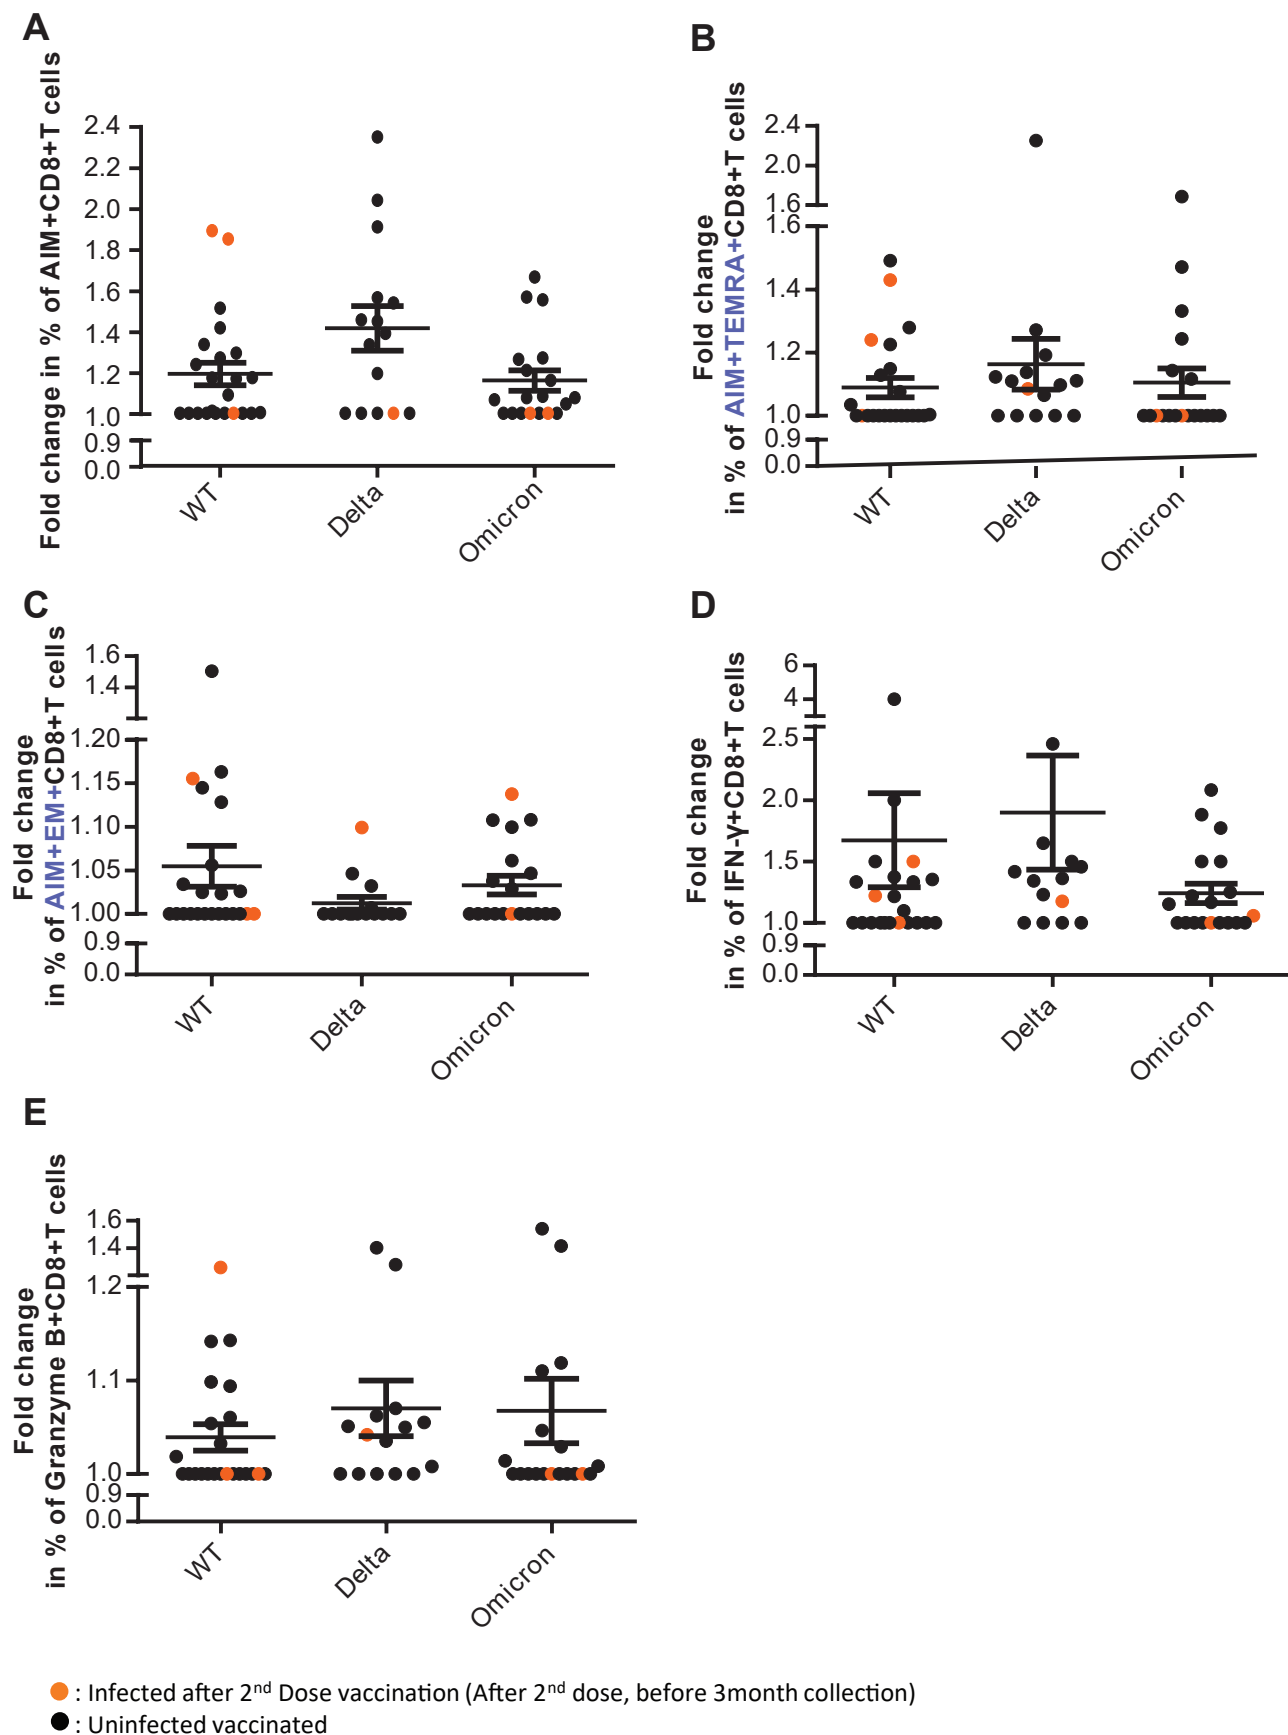 A
Fold change in % of AIM+CD8+T cells
2.4
2.2
2.0
1.8
1.6
1.4
1.2
1.0
0.9
0.0
WT
Delta
Omicron
B
Fold change
in % of AIM+TEMRA+CD8+T cells
2.4
2.0
1.6
1.6
1.4
1.2
1.0
0.9
0.0
WT
Delta
Omicron
C
Fold change
in % of AIM+EM+CD8+T cells
1.6
1.4
1.20
1.15
1.10
1.05
1.00
0.9
0.0
WT
Delta
Omicron
D
Fold change
in % of IFN-γ+CD8+T cells
6
4
2.5
2.0
1.5
1.0
0.9
0.0
WT
Delta
Omicron
E
Fold change
in % of Granzyme B+CD8+T cells
1.6
1.4
1.2
1.1
1.0
0.9
0.0
WT
Delta
Omicron
: Infected after 2nd Dose vaccination (After 2nd dose, before 3month collection)
: Uninfected vaccinated